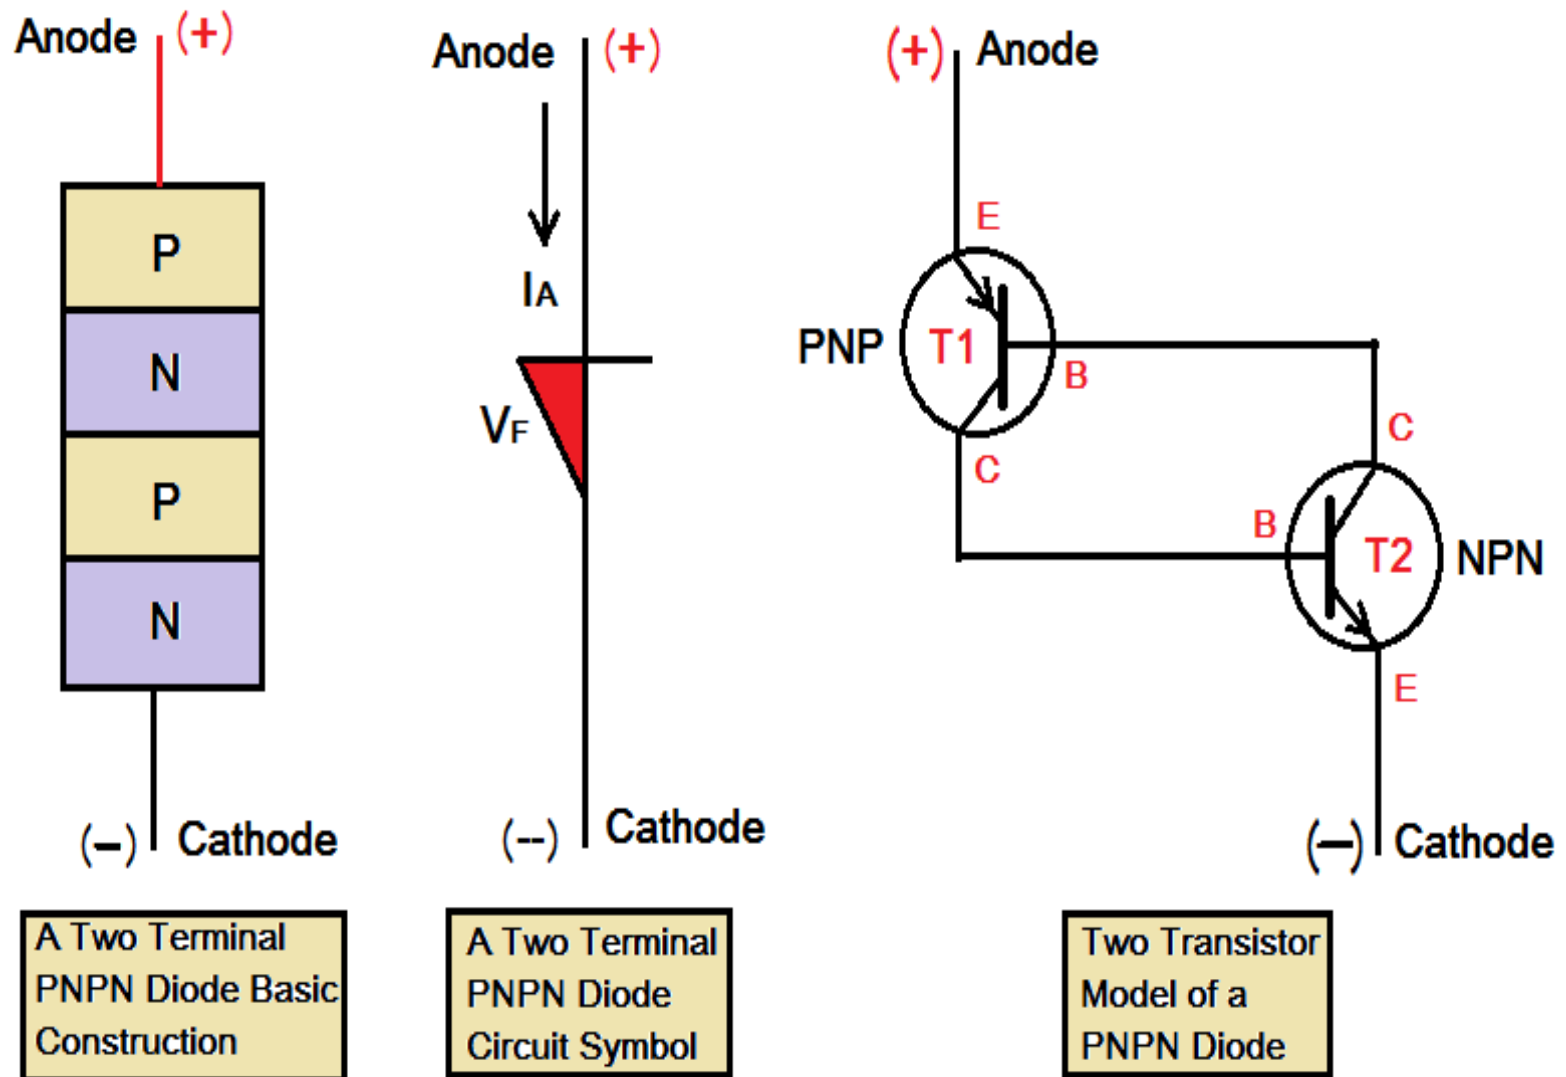 Anode (+)
P
N
P
N
(–) Cathode
A Two Terminal
PNPN Diode Basic
Construction
Anode (+)
IA
VF
(--) Cathode
A Two Terminal
PNPN Diode
Circuit Symbol
(+) Anode
E
PNP T1
B
C
C
B
T2 NPN
E
(–) Cathode
Two Transistor
Model of a
PNPN Diode